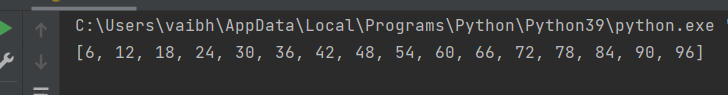 C:\Users\vaibh\AppData\Local\Programs\Python\Python39\python.exe
[6, 12, 18, 24, 30, 36, 42, 48, 54, 60, 66, 72, 78, 84, 90, 96]